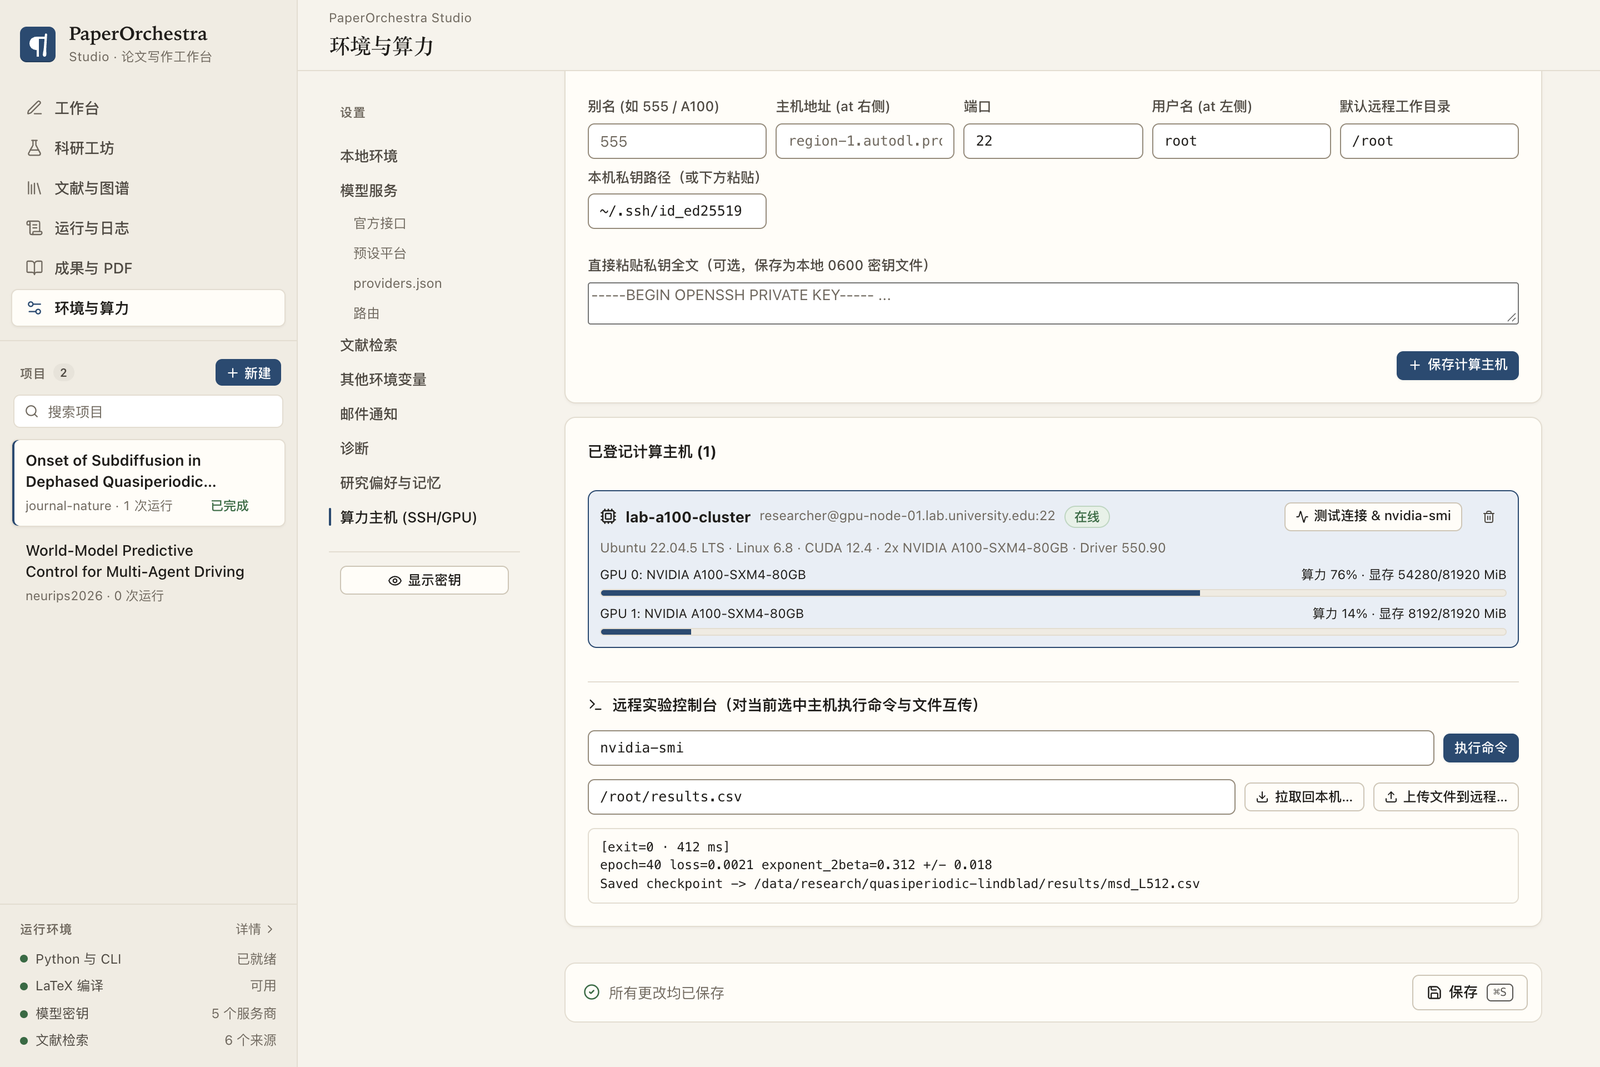 PaperOrchestra
Studio · 论文写作工作台
工作台
科研工坊
文献与图谱
运行与日志
成果与 PDF
环境与算力
项目 2
+ 新建
搜索项目
Onset of Subdiffusion in
Dephased Quasiperiodic...
journal-nature · 1 次运行 已完成
World-Model Predictive
Control for Multi-Agent Driving
neurips2026 · 0 次运行
运行环境 详情
Python 与 CLI 已就绪
LaTeX 编译 可用
模型密钥 5 个服务商
文献检索 6 个来源
PaperOrchestra Studio
环境与算力
设置
本地环境
模型服务
官方接口
预设平台
providers.json
路由
文献检索
其他环境变量
邮件通知
诊断
研究偏好与记忆
算力主机 (SSH/GPU)
显示密钥
别名 (如 555 / A100) 主机地址 (at 右侧) 端口 用户名 (at 左侧) 默认远程工作目录
555 region-1.autodl.pro 22 root /root
本机私钥路径（或下方粘贴）
~/.ssh/id_ed25519
直接粘贴私钥全文（可选，保存为本地 0600 密钥文件）
-----BEGIN OPENSSH PRIVATE KEY----- ...
+ 保存计算主机
已登记计算主机 (1)
lab-a100-cluster researcher@gpu-node-01.lab.university.edu:22 在线 测试连接 & nvidia-smi
Ubuntu 22.04.5 LTS · Linux 6.8 · CUDA 12.4 · 2x NVIDIA A100-SXM4-80GB · Driver 550.90
GPU 0: NVIDIA A100-SXM4-80GB 算力 76% · 显存 54280/81920 MiB
GPU 1: NVIDIA A100-SXM4-80GB 算力 14% · 显存 8192/81920 MiB
远程实验控制台（对当前选中主机执行命令与文件互传）
nvidia-smi 执行命令
/root/results.csv 拉取回本机... 上传文件到远程...
[exit=0 · 412 ms]
epoch=40 loss=0.0021 exponent_2beta=0.312 +/- 0.018
Saved checkpoint -> /data/research/quasiperiodic-lindblad/results/msd_L512.csv
所有更改均已保存 保存 ⌘S